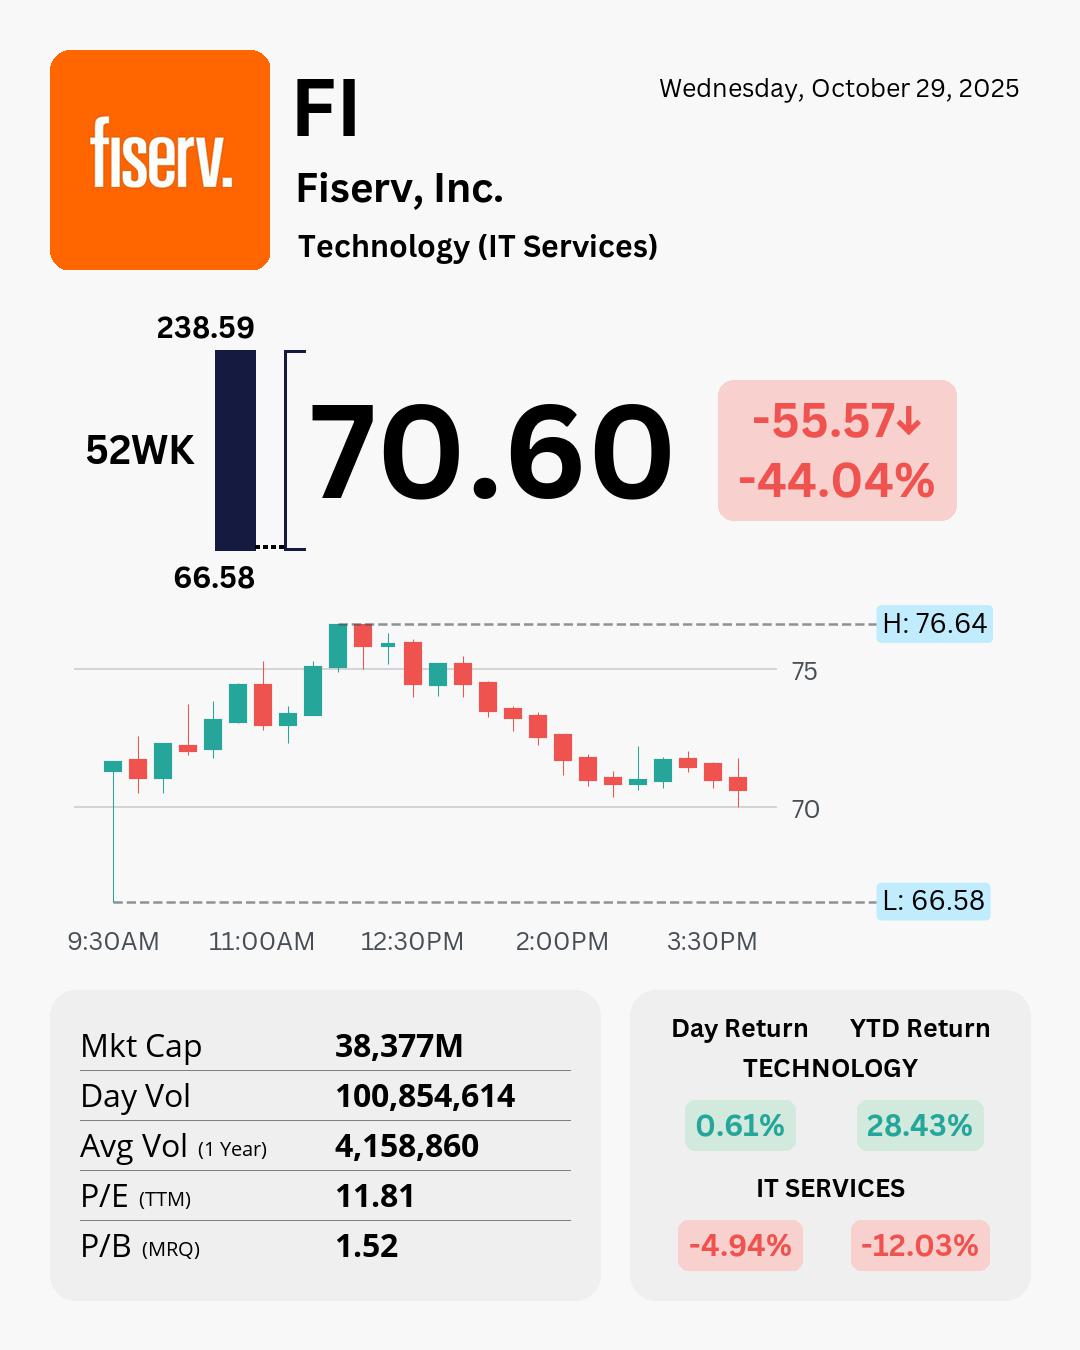 fiserv.
FI
Wednesday, October 29, 2025
Fiserv, Inc.
Technology (IT Services)
238.59
52WK
66.58
70.60
-55.57↓
-44.04%
H: 76.64
75
70
L: 66.58
9:30AM 11:00AM 12:30PM 2:00PM 3:30PM
Mkt Cap 38,377M
Day Vol 100,854,614
Avg Vol (1 Year) 4,158,860
P/E (TTM) 11.81
P/B (MRQ) 1.52
Day Return YTD Return
TECHNOLOGY
0.61% 28.43%
IT SERVICES
-4.94% -12.03%